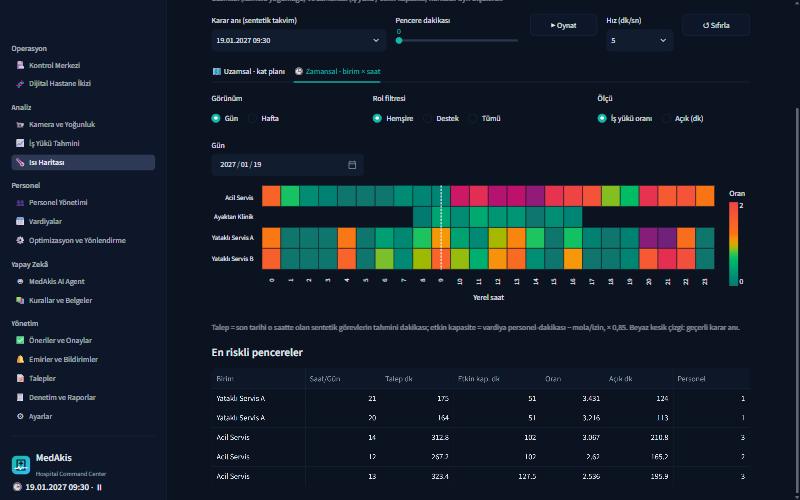 Karar anı (sentetik takvim)
Pencere dakikası
Hız (dk/sn)
0
19.01.2027 09:30
▸ Oynat
5
↺ Sıfırla
Operasyon
Kontrol Merkezi
Dijital Hastane İkizi
Analiz
Kamera ve Yoğunluk
İş Yükü Tahmini
Isı Haritası
Personel
Personel Yönetimi
Vardiyalar
Optimizasyon ve Yönlendirme
Yapay Zekâ
MedAkis AI Agent
Kurallar ve Belgeler
Yönetim
Öneriler ve Onaylar
Emirler ve Bildirimler
Talepler
Denetim ve Raporlar
Ayarlar
MedAkis
Hospital Command Center
19.01.2027 09:30 · ⏸
Uzamsal · kat planı
Zamansal · birim × saat
Görünüm
Rol filtresi
Ölçü
Gün Hafta
Hemşire Destek Tümü
İş yükü oranı Açık (dk)
Gün
2027/01/19
Acil Servis
Ayaktan Klinik
Yataklı Servis A
Yataklı Servis B
0 1 2 3 4 5 6 7 8 9 10 11 12 13 14 15 16 17 18 19 20 21 22 23
Yerel saat
Oran
2
0
Talep = son tarihi o saatte olan sentetik görevlerin tahmini dakikası; etkin kapasite = vardiya personel-dakikası − mola/izin, × 0,85. Beyaz kesik çizgi: geçerli karar anı.
En riskli pencereler
Birim Saat/Gün Talep dk Etkin kap. dk Oran Açık dk Personel
Yataklı Servis A 21 175 51 3.431 124 1
Yataklı Servis A 20 164 51 3.216 113 1
Acil Servis 14 312.8 102 3.067 210.8 3
Acil Servis 12 267.2 102 2.62 165.2 2
Acil Servis 13 323.4 127.5 2.536 195.9 3